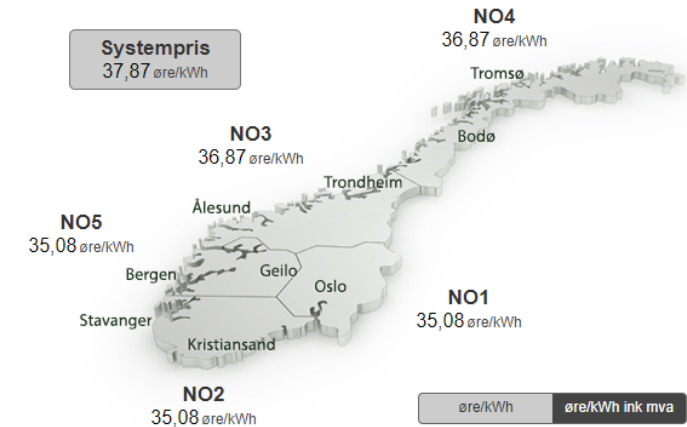 NO4
36,87 øre/kWh
Systempris
37,87 øre/kWh
Tromsø
NO3
36,87 øre/kWh
Bodø
Trondheim
Ålesund
NO5
35,08 øre/kWh
Bergen
Geilo
Oslo
NO1
35,08 øre/kWh
Stavanger
Kristiansand
NO2
35,08 øre/kWh
øre/kWh
øre/kWh ink mva